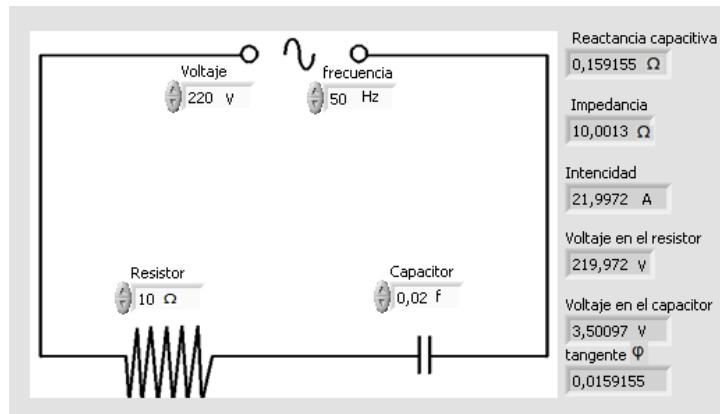 Voltaje
220 V
frecuencia
50 Hz
Resistor
10 Ω
Capacitor
0,02 f
Reactancia capacitiva
0,159155 Ω
Impedancia
10,0013 Ω
Intencidad
21,9972 A
Voltaje en el resistor
219,972 V
Voltaje en el capacitor
3,50097 V
tangente φ
0,0159155